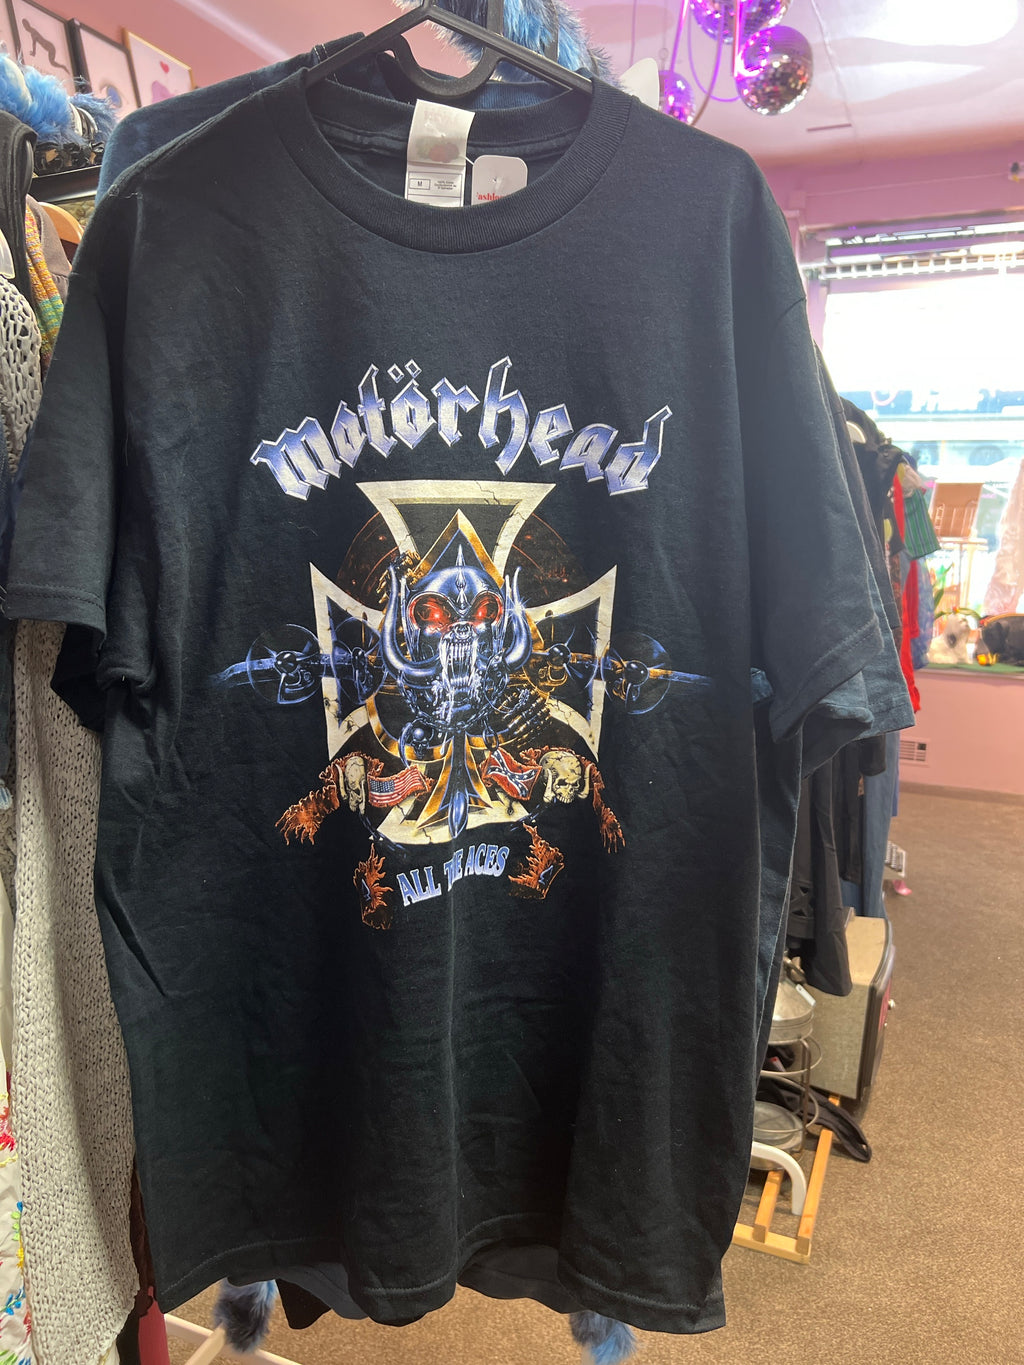 M
motörhead
ALL THE ACES